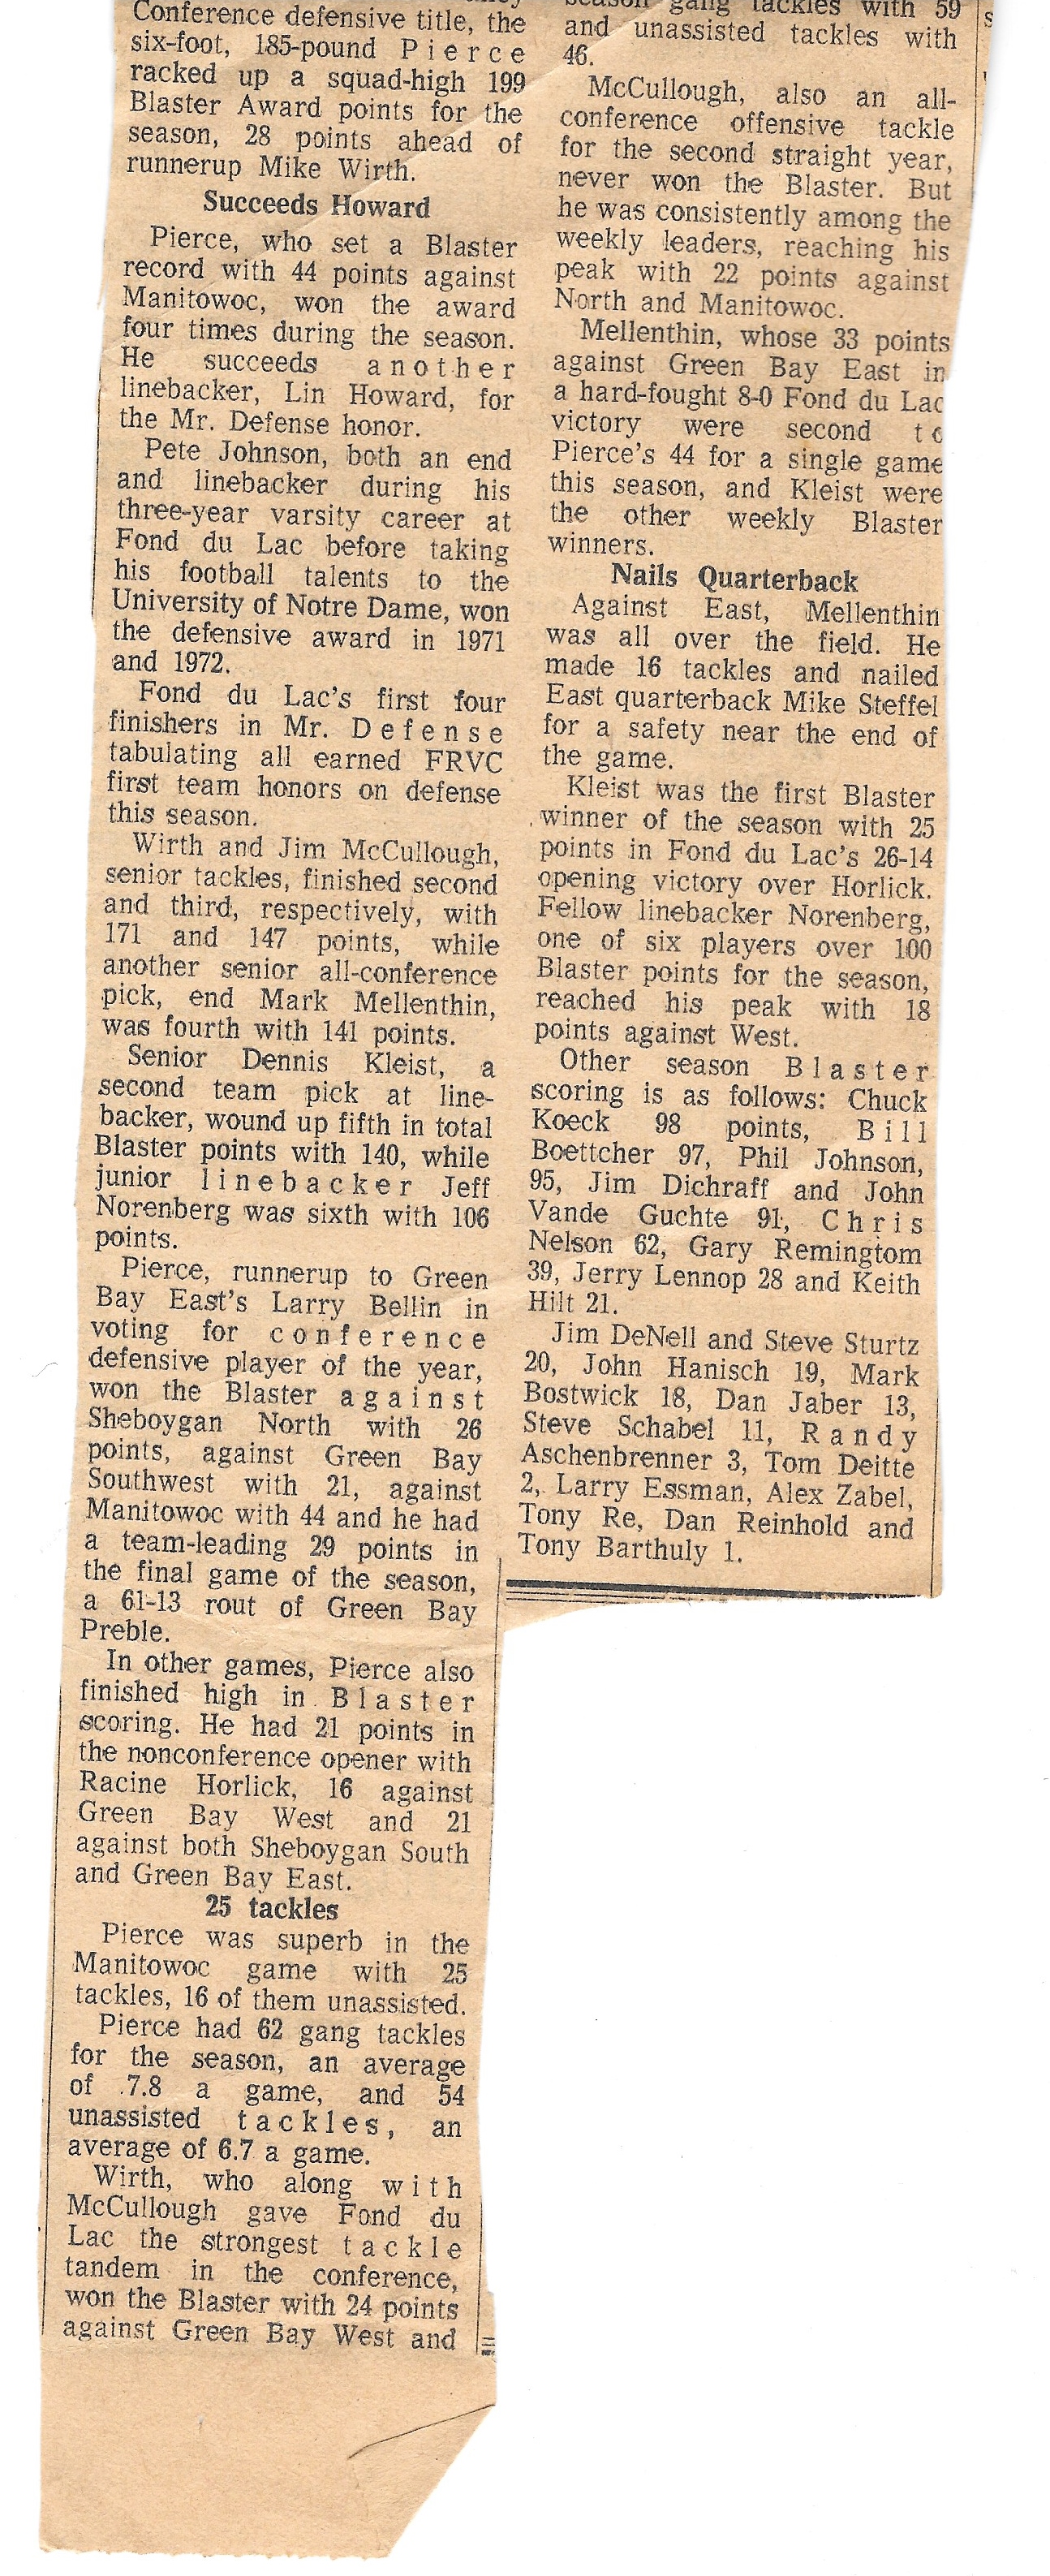 Conference defensive title, the
six-foot, 185-pound Pierce
racked up a squad-high 199
Blaster Award points for the
season, 28 points ahead of
runnerup Mike Wirth.
Succeeds Howard
Pierce, who set a Blaster
record with 44 points against
Manitowoc, won the award
four times during the season.
He succeeds another
linebacker, Lin Howard, for
the Mr. Defense honor.
Pete Johnson, both an end
and linebacker during his
three-year varsity career at
Fond du Lac before taking
his football talents to the
University of Notre Dame, won
the defensive award in 1971
and 1972.
Fond du Lac's first four
finishers in Mr. Defense
tabulating all earned FRVC
first team honors on defense
this season.
Wirth and Jim McCullough,
senior tackles, finished second
and third, respectively, with
171 and 147 points, while
another senior all-conference
pick, end Mark Mellenthin,
was fourth with 141 points.
Senior Dennis Kleist, a
second team pick at line-
backer, wound up fifth in total
Blaster points with 140, while
junior linebacker Jeff
Norenberg was sixth with 106
points.
Pierce, runnerup to Green
Bay East's Larry Bellin in
voting for conference
defensive player of the year,
won the Blaster against
Sheboygan North with 26
points, against Green Bay
Southwest with 21, against
Manitowoc with 44 and he had
a team-leading 29 points in
the final game of the season,
a 61-13 rout of Green Bay
Preble.
In other games, Pierce also
finished high in Blaster
scoring. He had 21 points in
the nonconference opener with
Racine Horlick, 16 against
Green Bay West and 21
against both Sheboygan South
and Green Bay East.
25 tackles
Pierce was superb in the
Manitowoc game with 25
tackles, 16 of them unassisted.
Pierce had 62 gang tackles
for the season, an average
of 7.8 a game, and 54
unassisted tackles, an
average of 6.7 a game.
Wirth, who along with
McCullough gave Fond du
Lac the strongest tackle
tandem in the conference,
won the Blaster with 24 points
against Green Bay West and
season gang tackles with 59
and unassisted tackles with
46.
McCullough, also an all-
conference offensive tackle
for the second straight year,
never won the Blaster. But
he was consistently among the
weekly leaders, reaching his
peak with 22 points against
North and Manitowoc.
Mellenthin, whose 33 points
against Green Bay East in
a hard-fought 8-0 Fond du Lac
victory were second to
Pierce's 44 for a single game
this season, and Kleist were
the other weekly Blaster
winners.
Nails Quarterback
Against East, Mellenthin
was all over the field. He
made 16 tackles and nailed
East quarterback Mike Steffel
for a safety near the end of
the game.
Kleist was the first Blaster
winner of the season with 25
points in Fond du Lac's 26-14
opening victory over Horlick.
Fellow linebacker Norenberg,
one of six players over 100
Blaster points for the season,
reached his peak with 18
points against West.
Other season Blaster
scoring is as follows: Chuck
Koeck 98 points, Bill
Boettcher 97, Phil Johnson,
95, Jim Dichraff and John
Vande Guchte 91, Chris
Nelson 62, Gary Remingtom
39, Jerry Lennop 28 and Keith
Hilt 21.
Jim DeNell and Steve Sturtz
20, John Hanisch 19, Mark
Bostwick 18, Dan Jaber 13,
Steve Schabel 11, Randy
Aschenbrenner 3, Tom Deitte
2, Larry Essman, Alex Zabel,
Tony Re, Dan Reinhold and
Tony Barthuly 1.